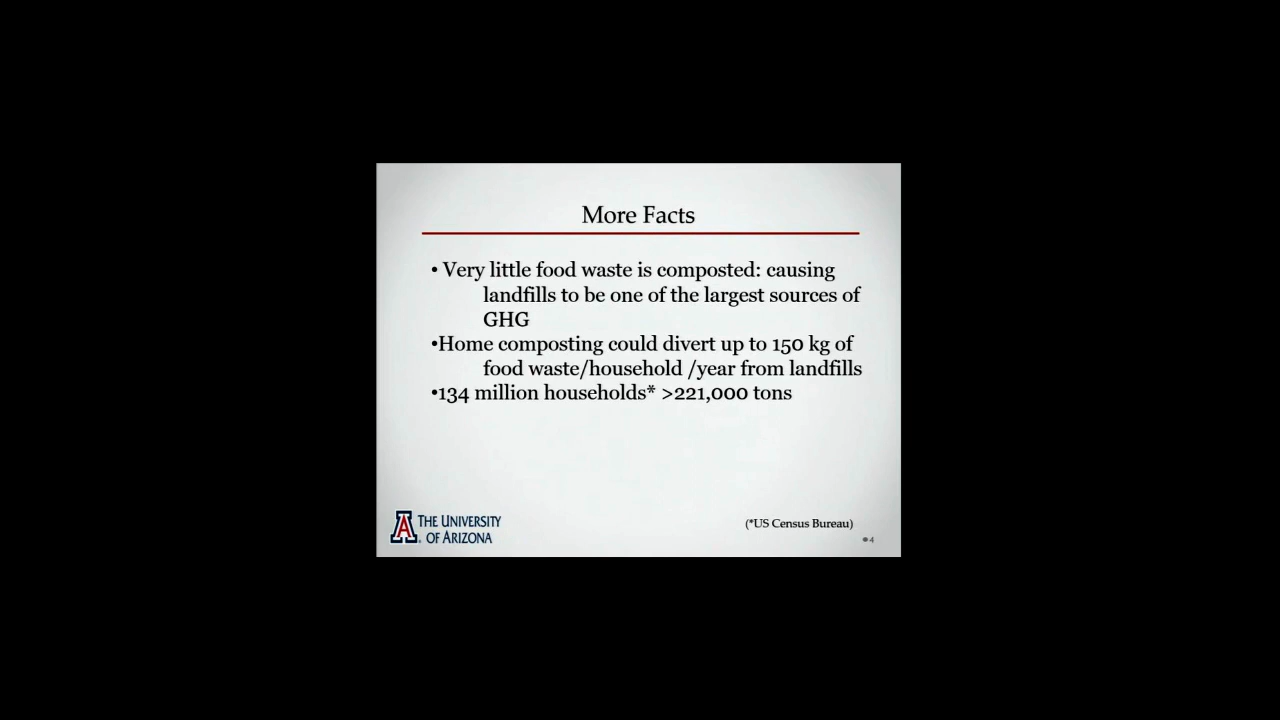 More Facts
• Very little food waste is composted: causing
landfills to be one of the largest sources of
GHG
•Home composting could divert up to 150 kg of
food waste/household /year from landfills
•134 million households* >221,000 tons
A THE UNIVERSITY
OF ARIZONA
(*US Census Bureau)
●4